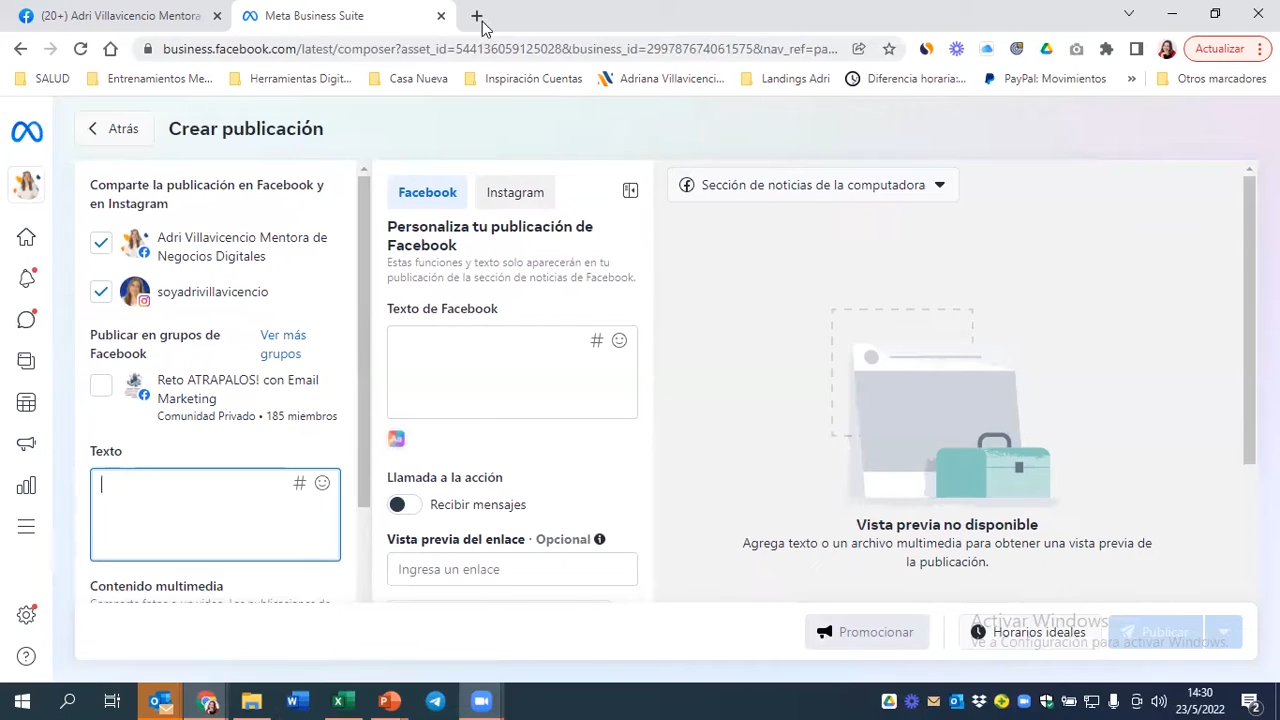 (20+) Adri Villavicencio Mentora
Meta Business Suite
business.facebook.com/latest/composer?asset_id=544136059125028&business_id=299787674061575&nav_ref=pa...
Actualizar
SALUD
Entrenamientos Me...
Herramientas Digit...
Casa Nueva
Inspiración Cuentas
Adriana Villavicenc...
Landings Adri
Diferencia horaria:...
PayPal: Movimientos
»
Otros marcadores
Atrás
Crear publicación
Comparte la publicación en Facebook y
en Instagram
Adri Villavicencio Mentora de
Negocios Digitales
soyadrivillavicencio
Publicar en grupos de
Facebook
Ver más
grupos
Reto ATRAPALOS! con Email
Marketing
Comunidad Privado • 185 miembros
Texto
#
Contenido multimedia
Facebook
Instagram
Personaliza tu publicación de
Facebook
Estas funciones y texto solo aparecerán en tu
publicación de la sección de noticias de Facebook.
Texto de Facebook
#
Llamada a la acción
Recibir mensajes
Vista previa del enlace · Opcional
Ingresa un enlace
Sección de noticias de la computadora
Vista previa no disponible
Agrega texto o un archivo multimedia para obtener una vista previa de
la publicación.
Promocionar
Horarios ideales
Publicar
Activar Windows
Ve a Configuración para activar Windows.
14:30
23/5/2022
2